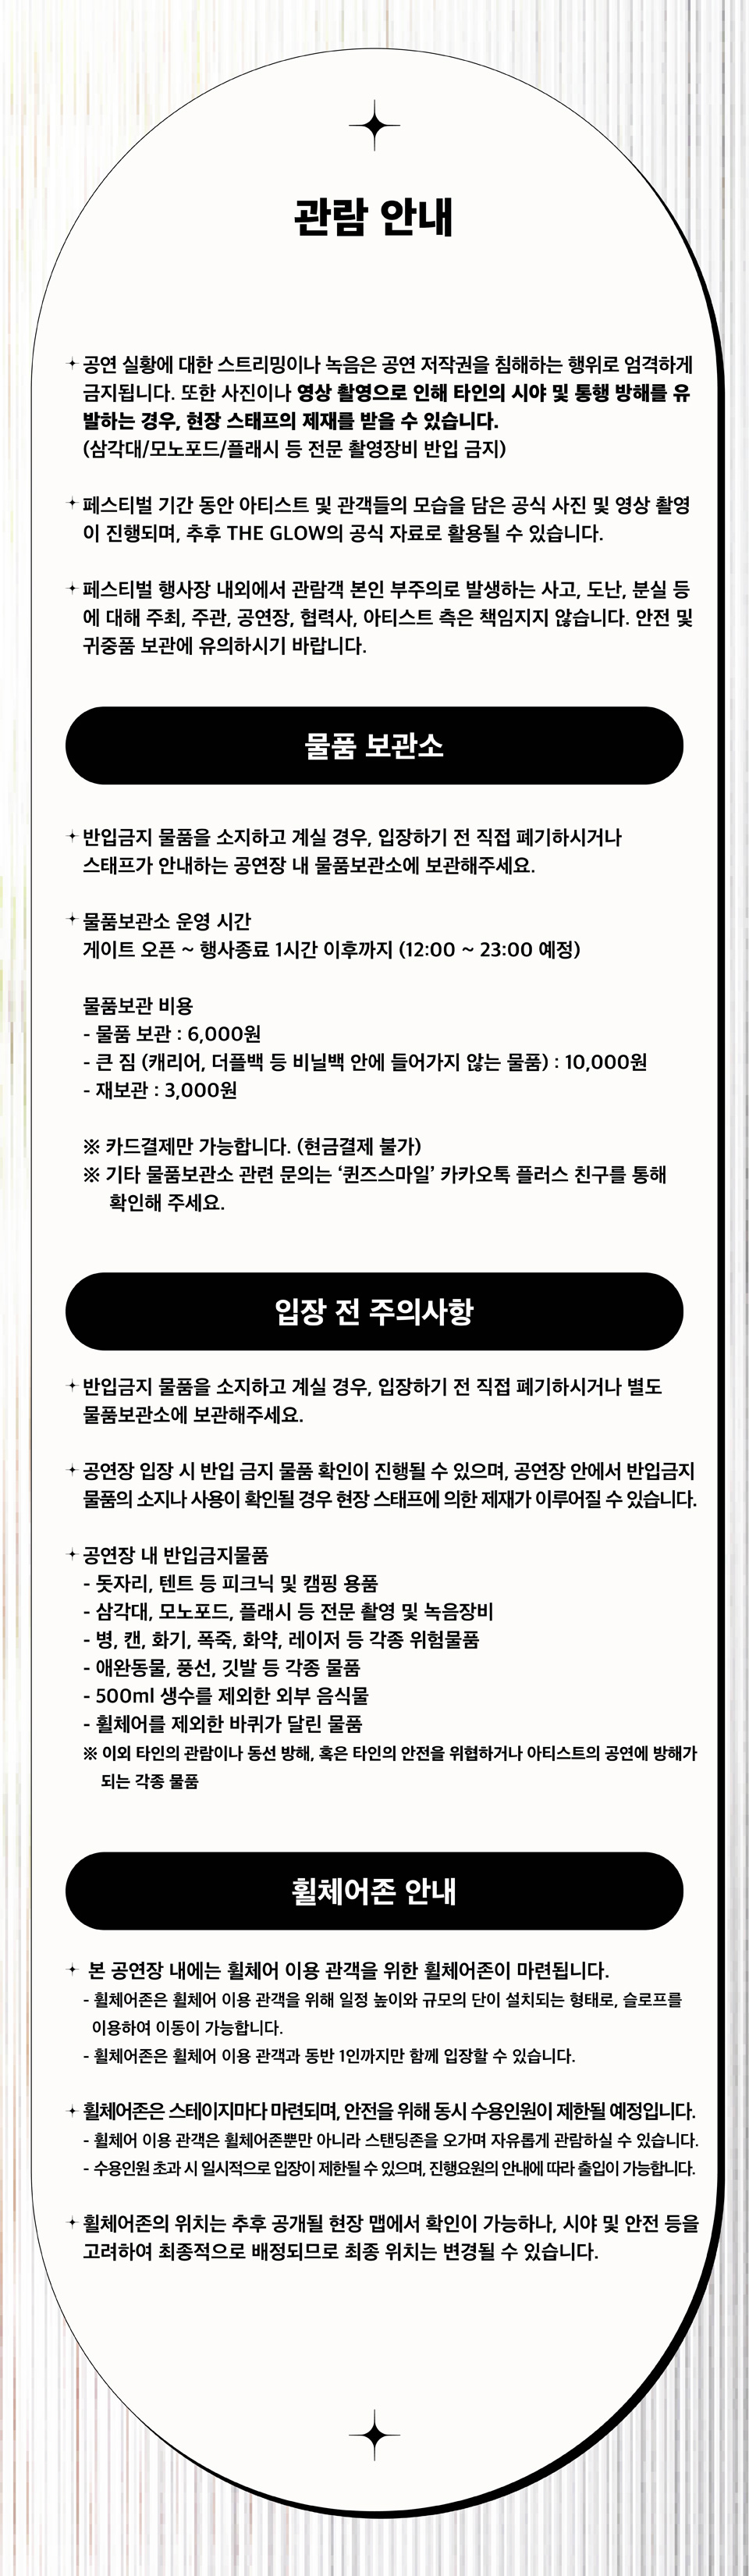 관람 안내
공연 실황에 대한 스트리밍이나 녹음은 공연 저작권을 침해하는 행위로 엄격하게
금지됩니다. 또한 사진이나 영상 촬영으로 인해 타인의 시야 및 통행 방해를 유
발하는 경우, 현장 스태프의 제재를 받을 수 있습니다.
(삼각대/모노포드/플래시 등 전문 촬영장비 반입 금지)
페스티벌 기간 동안 아티스트 및 관객들의 모습을 담은 공식 사진 및 영상 촬영
이 진행되며, 추후 THE GLOW의 공식 자료로 활용될 수 있습니다.
페스티벌 행사장 내외에서 관람객 본인 부주의로 발생하는 사고, 도난, 분실 등
에 대해 주최, 주관, 공연장, 협력사, 아티스트 측은 책임지지 않습니다. 안전 및
귀중품 보관에 유의하시기 바랍니다.
물품 보관소
반입금지 물품을 소지하고 계실 경우, 입장하기 전 직접 폐기하시거나
스태프가 안내하는 공연장 내 물품보관소에 보관해주세요.
물품보관소 운영 시간
게이트 오픈 ~ 행사종료 1시간 이후까지 (12:00 ~ 23:00 예정)
물품보관 비용
- 물품 보관 : 6,000원
- 큰 짐 (캐리어, 더플백 등 비닐백 안에 들어가지 않는 물품) : 10,000원
- 재보관 : 3,000원
※ 카드결제만 가능합니다. (현금결제 불가)
※ 기타 물품보관소 관련 문의는 ‘퀸즈스마일’ 카카오톡 플러스 친구를 통해
확인해 주세요.
입장 전 주의사항
반입금지 물품을 소지하고 계실 경우, 입장하기 전 직접 폐기하시거나 별도
물품보관소에 보관해주세요.
공연장 입장 시 반입 금지 물품 확인이 진행될 수 있으며, 공연장 안에서 반입금지
물품의 소지나 사용이 확인될 경우 현장 스태프에 의한 제재가 이루어질 수 있습니다.
공연장 내 반입금지물품
- 돗자리, 텐트 등 피크닉 및 캠핑 용품
- 삼각대, 모노포드, 플래시 등 전문 촬영 및 녹음장비
- 병, 캔, 화기, 폭죽, 화약, 레이저 등 각종 위험물품
- 애완동물, 풍선, 깃발 등 각종 물품
- 500ml 생수를 제외한 외부 음식물
- 휠체어를 제외한 바퀴가 달린 물품
※ 이외 타인의 관람이나 동선 방해, 혹은 타인의 안전을 위협하거나 아티스트의 공연에 방해가
되는 각종 물품
휠체어존 안내
본 공연장 내에는 휠체어 이용 관객을 위한 휠체어존이 마련됩니다.
- 휠체어존은 휠체어 이용 관객을 위해 일정 높이와 규모의 단이 설치되는 형태로, 슬로프를
이용하여 이동이 가능합니다.
- 휠체어존은 휠체어 이용 관객과 동반 1인까지만 함께 입장할 수 있습니다.
휠체어존은 스테이지마다 마련되며, 안전을 위해 동시 수용인원이 제한될 예정입니다.
- 휠체어 이용 관객은 휠체어존뿐만 아니라 스탠딩존을 오가며 자유롭게 관람하실 수 있습니다.
- 수용인원 초과 시 일시적으로 입장이 제한될 수 있으며, 진행요원의 안내에 따라 출입이 가능합니다.
휠체어존의 위치는 추후 공개될 현장 맵에서 확인이 가능하나, 시야 및 안전 등을
고려하여 최종적으로 배정되므로 최종 위치는 변경될 수 있습니다.